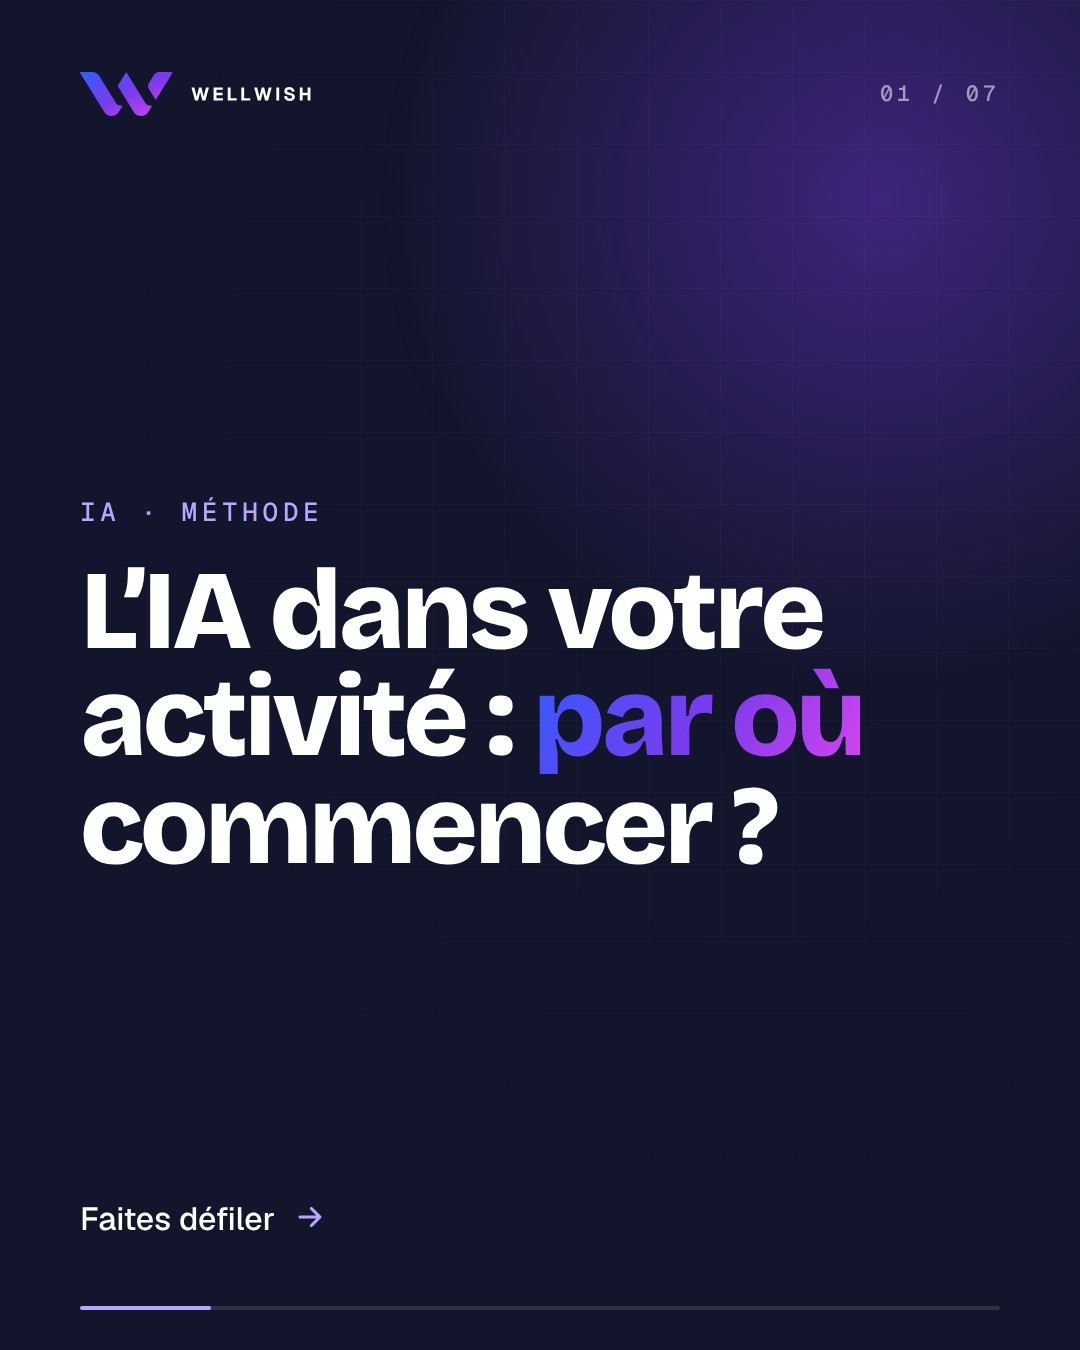 WELLWISH
01 / 07
IA · MÉTHODE
L’IA dans votre
activité : par où
commencer ?
Faites défiler →